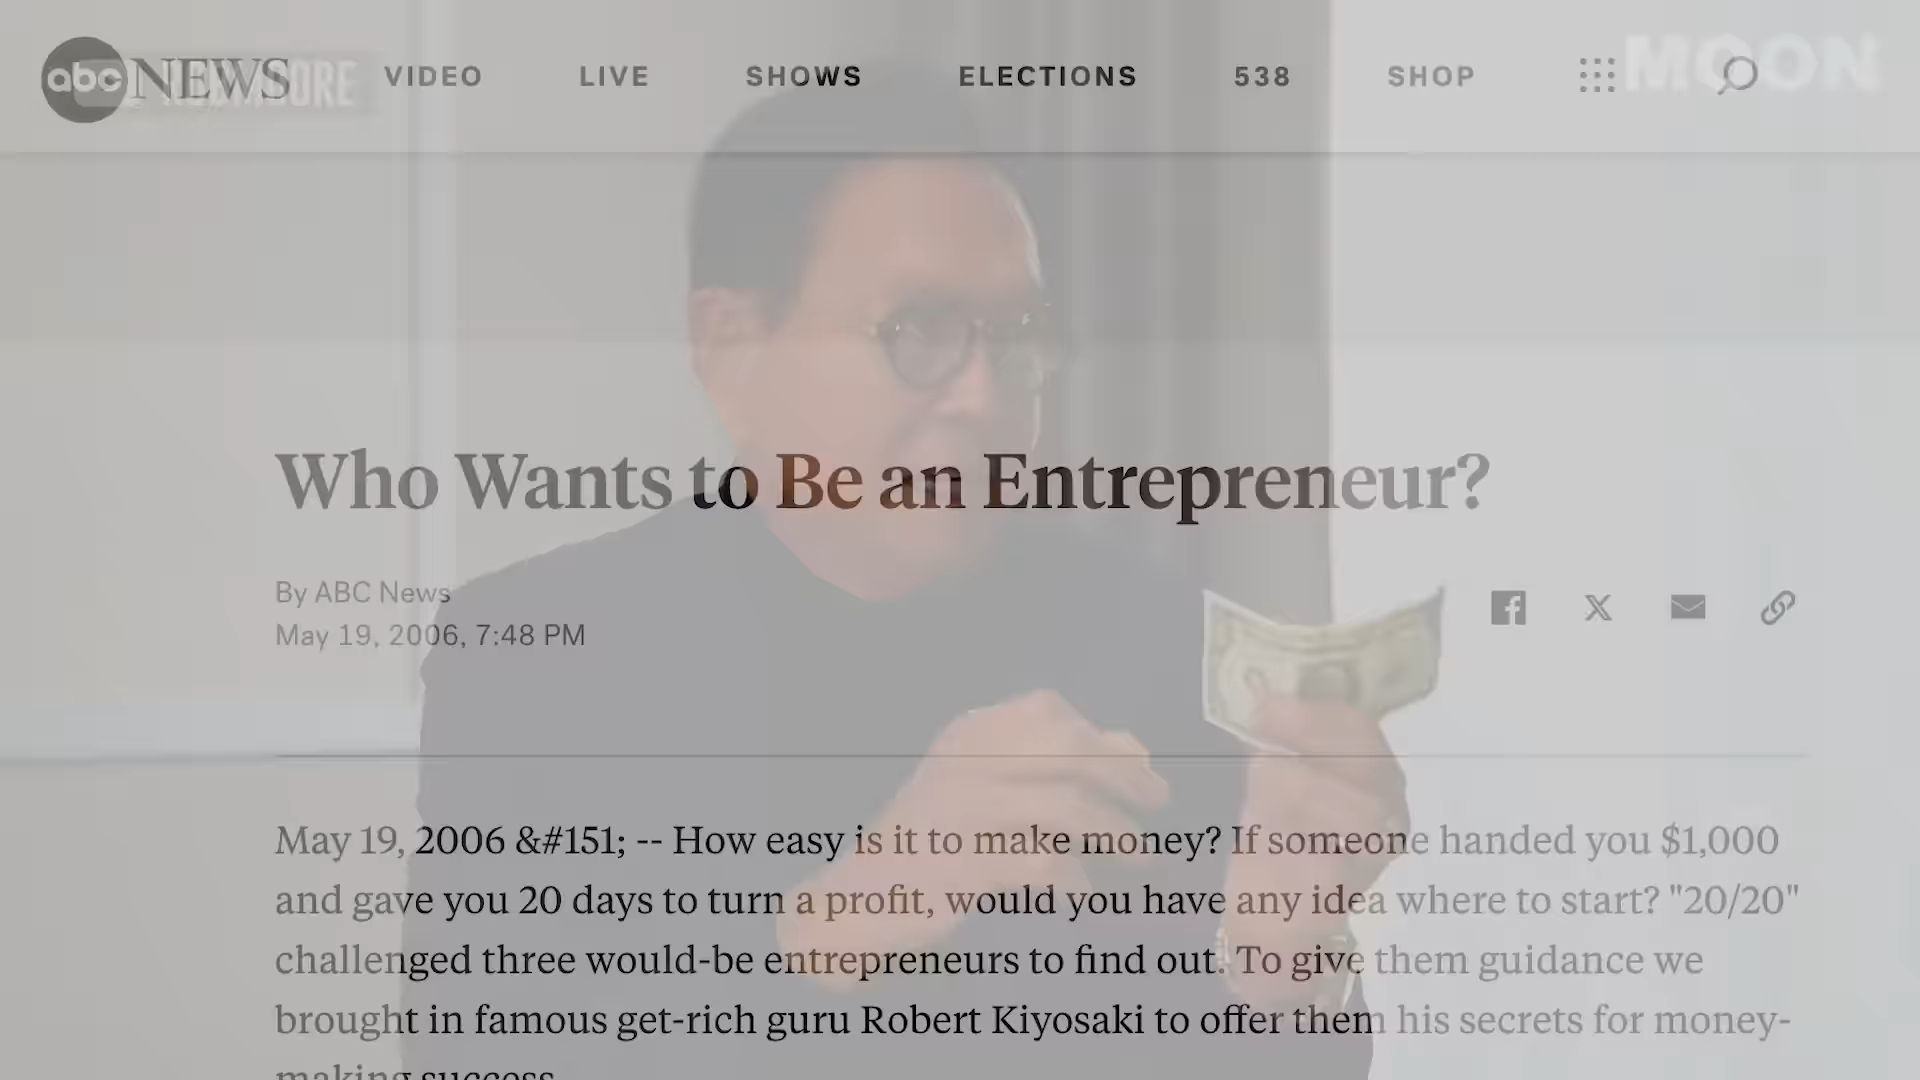 abc NEWS VIDEO LIVE SHOWS ELECTIONS 538 SHOP MOON
Who Wants to Be an Entrepreneur?
By ABC News
May 19, 2006, 7:48 PM
May 19, 2006 &#151; -- How easy is it to make money? If someone handed you $1,000
and gave you 20 days to turn a profit, would you have any idea where to start? "20/20"
challenged three would-be entrepreneurs to find out. To give them guidance we
brought in famous get-rich guru Robert Kiyosaki to offer them his secrets for money-
making success.